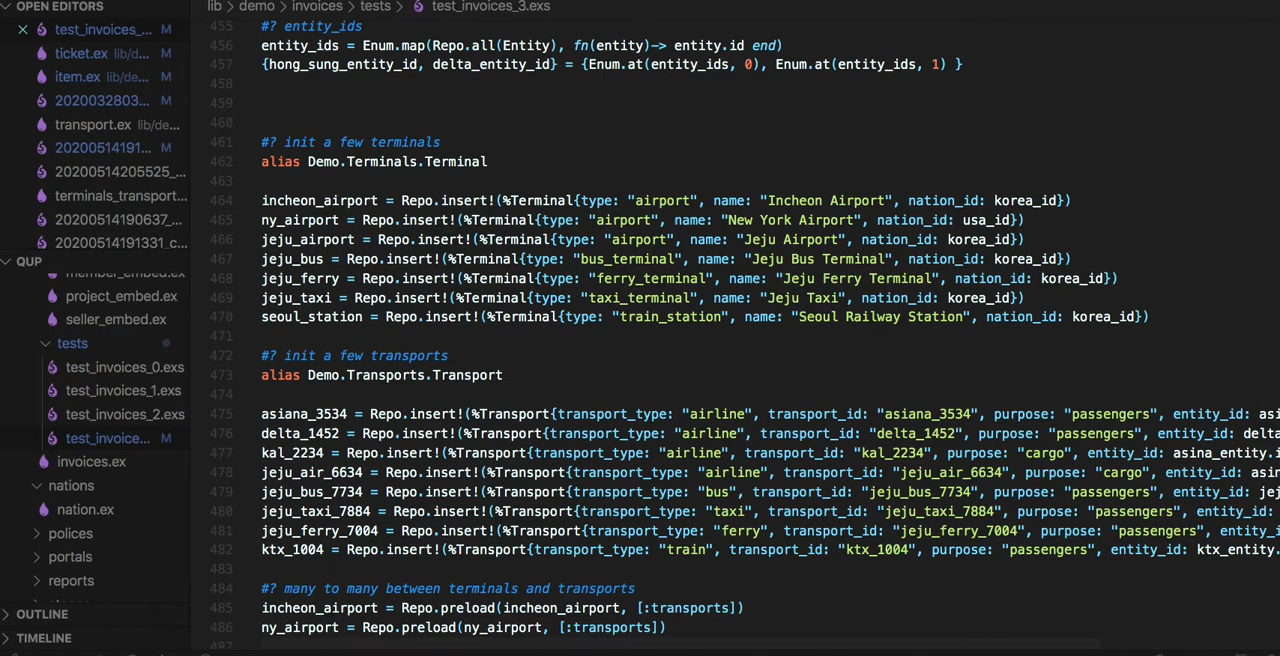 OPEN EDITORS
test_invoices_... M
ticket.ex lib/d... M
item.ex lib/de... M
2020032803... M
transport.ex lib/de...
20200514191... M
20200514205525_...
terminals_transport...
20200514190637_...
20200514191331_c...
QUP
member_embed.ex
project_embed.ex
seller_embed.ex
tests
test_invoices_0.exs
test_invoices_1.exs
test_invoices_2.exs
test_invoice... M
invoices.ex
nations
nation.ex
polices
portals
reports
OUTLINE
TIMELINE
lib > demo > invoices > tests > test_invoices_3.exs
455 #? entity_ids
456 entity_ids = Enum.map(Repo.all(Entity), fn(entity)-> entity.id end)
457 {hong_sung_entity_id, delta_entity_id} = {Enum.at(entity_ids, 0), Enum.at(entity_ids, 1) }
458
459
460
461 #? init a few terminals
462 alias Demo.Terminals.Terminal
463
464 incheon_airport = Repo.insert!(%Terminal{type: "airport", name: "Incheon Airport", nation_id: korea_id})
465 ny_airport = Repo.insert!(%Terminal{type: "airport", name: "New York Airport", nation_id: usa_id})
466 jeju_airport = Repo.insert!(%Terminal{type: "airport", name: "Jeju Airport", nation_id: korea_id})
467 jeju_bus = Repo.insert!(%Terminal{type: "bus_terminal", name: "Jeju Bus Terminal", nation_id: korea_id})
468 jeju_ferry = Repo.insert!(%Terminal{type: "ferry_terminal", name: "Jeju Ferry Terminal", nation_id: korea_id})
469 jeju_taxi = Repo.insert!(%Terminal{type: "taxi_terminal", name: "Jeju Taxi", nation_id: korea_id})
470 seoul_station = Repo.insert!(%Terminal{type: "train_station", name: "Seoul Railway Station", nation_id: korea_id})
471
472 #? init a few transports
473 alias Demo.Transports.Transport
474
475 asiana_3534 = Repo.insert!(%Transport{transport_type: "airline", transport_id: "asiana_3534", purpose: "passengers", entity_id: asi
476 delta_1452 = Repo.insert!(%Transport{transport_type: "airline", transport_id: "delta_1452", purpose: "passengers", entity_id: delta
477 kal_2234 = Repo.insert!(%Transport{transport_type: "airline", transport_id: "kal_2234", purpose: "cargo", entity_id: asina_entity.i
478 jeju_air_6634 = Repo.insert!(%Transport{transport_type: "airline", transport_id: "jeju_air_6634", purpose: "cargo", entity_id: asin
479 jeju_bus_7734 = Repo.insert!(%Transport{transport_type: "bus", transport_id: "jeju_bus_7734", purpose: "passengers", entity_id: jej
480 jeju_taxi_7884 = Repo.insert!(%Transport{transport_type: "taxi", transport_id: "jeju_taxi_7884", purpose: "passengers", entity_id:
481 jeju_ferry_7004 = Repo.insert!(%Transport{transport_type: "ferry", transport_id: "jeju_ferry_7004", purpose: "passengers", entity_i
482 ktx_1004 = Repo.insert!(%Transport{transport_type: "train", transport_id: "ktx_1004", purpose: "passengers", entity_id: ktx_entity.
483
484 #? many to many between terminals and transports
485 incheon_airport = Repo.preload(incheon_airport, [:transports])
486 ny_airport = Repo.preload(ny_airport, [:transports])
487